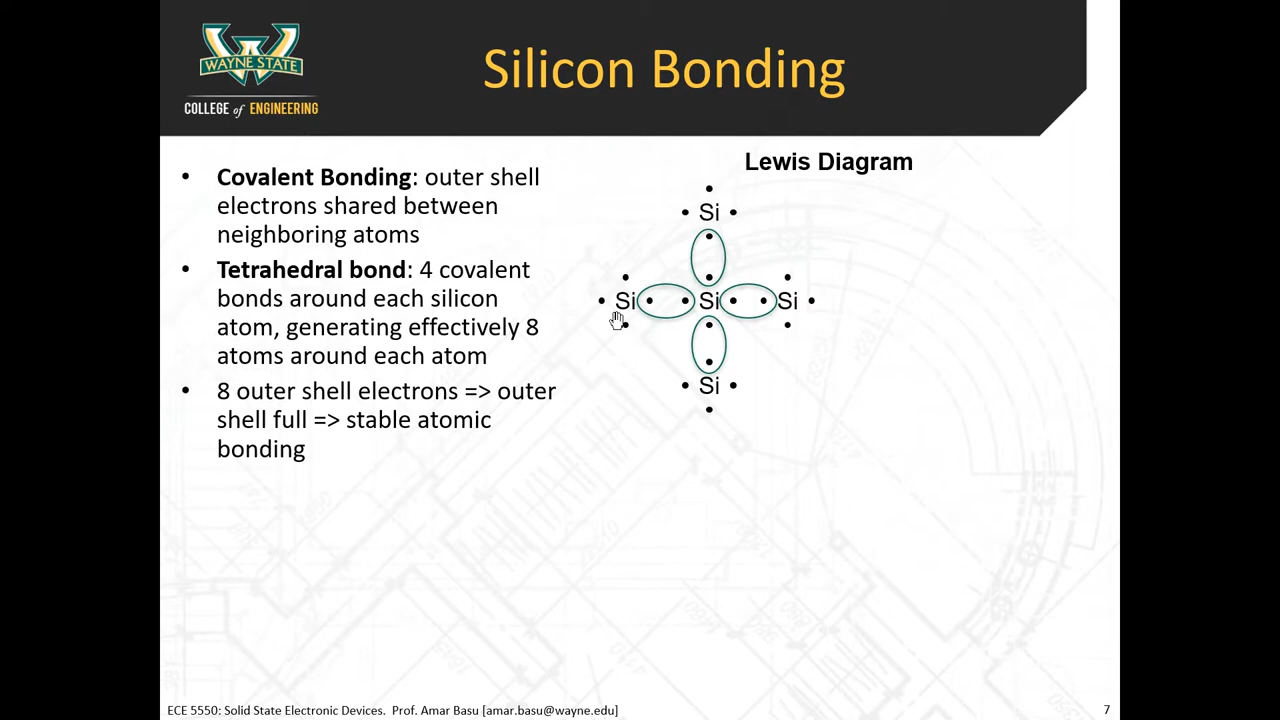 WAYNE STATE
COLLEGE of ENGINEERING
Silicon Bonding
• Covalent Bonding: outer shell
electrons shared between
neighboring atoms
• Tetrahedral bond: 4 covalent
bonds around each silicon
atom, generating effectively 8
atoms around each atom
• 8 outer shell electrons => outer
shell full => stable atomic
bonding
Lewis Diagram
Si
Si Si Si
Si
ECE 5550: Solid State Electronic Devices. Prof. Amar Basu [amar.basu@wayne.edu]
7